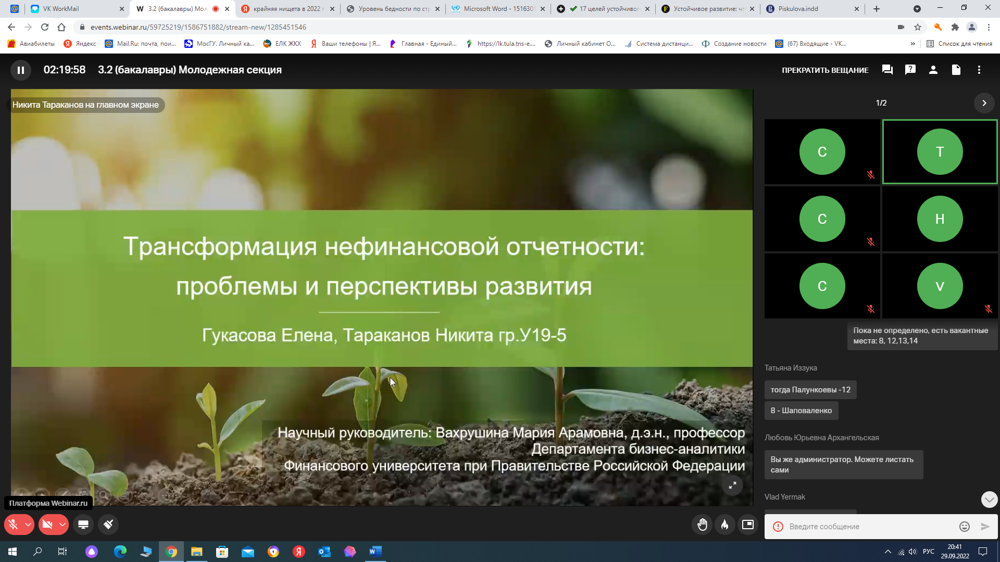 VK WorkMail
3.2 (бакалавры) Мол
крайняя нищета в 2022 г
Уровень бедности по стр
Microsoft Word - 1516301
17 целей устойчивог
Устойчивое развитие: чт
Piskulova.indd
events.webinar.ru/59725219/1586751882/stream-new/1285451546
Авиабилеты
Яндекс
Mail.Ru: почта, пои...
МосГУ. Личный ка...
ЕЛК ЖКХ
Ваши телефоны | Я...
Главная - Единый...
https://lk.tula.tns-e....
Личный кабинет О...
Система дистанци...
Создание новости
(67) Входящие - VK...
Список для чтения
02:19:58
3.2 (бакалавры) Молодежная секция
ПРЕКРАТИТЬ ВЕЩАНИЕ
Никита Тараканов на главном экране
1/2
С
Т
С
Н
С
V
Трансформация нефинансовой отчетности:
проблемы и перспективы развития
Гукасова Елена, Тараканов Никита гр.У19-5
Научный руководитель: Вахрушина Мария Арамовна, д.э.н., профессор
Департамента бизнес-аналитики
Финансового университета при Правительстве Российской Федерации
Пока не определено, есть вакантные
места: 8, 12,13,14
Татьяна Иззука
тогда Палункоевы -12
8 - Шаповаленко
Любовь Юрьевна Архангельская
Вы же администратор. Можете листать
сами
Vlad Yermak
Платформа Webinar.ru
Введите сообщение
РУС
20:41
29.09.2022